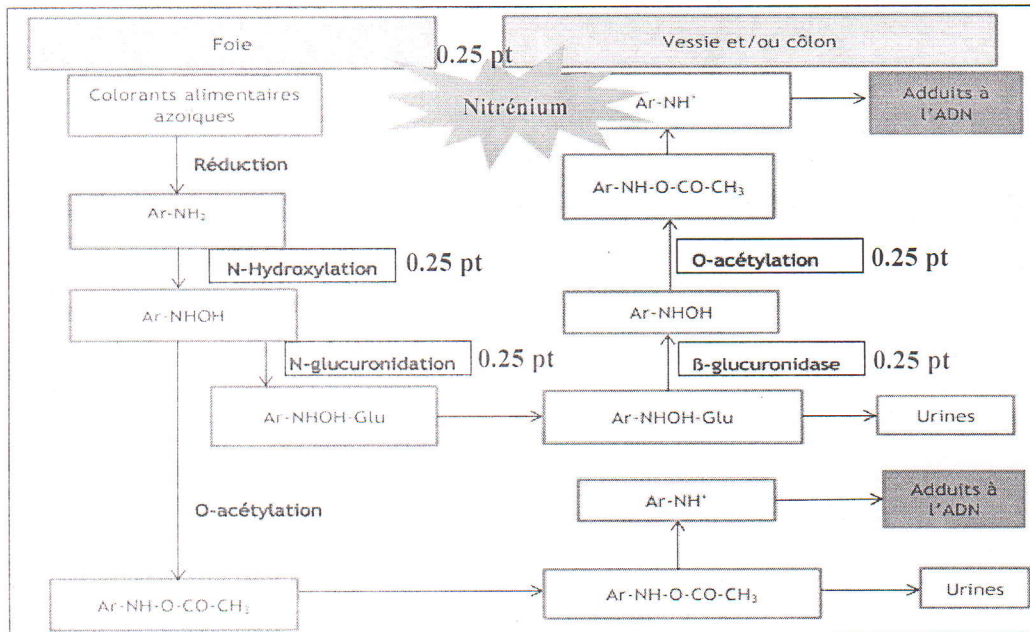 Foie
0.25 pt
Vessie et/ou côlon
Colorants alimentaires
azoïques
Nitrénium
Ar-NH⁺
Adduits à
l'ADN
Réduction
Ar-NH-O-CO-CH₃
Ar-NH₂
N-Hydroxylation
0.25 pt
O-acétylation
0.25 pt
Ar-NHOH
Ar-NHOH
N-glucuronidation
0.25 pt
ß-glucuronidase
0.25 pt
Ar-NHOH-Glu
Ar-NHOH-Glu
Urines
Ar-NH⁺
Adduits à
l'ADN
O-acétylation
Ar-NH-O-CO-CH₃
Ar-NH-O-CO-CH₃
Urines